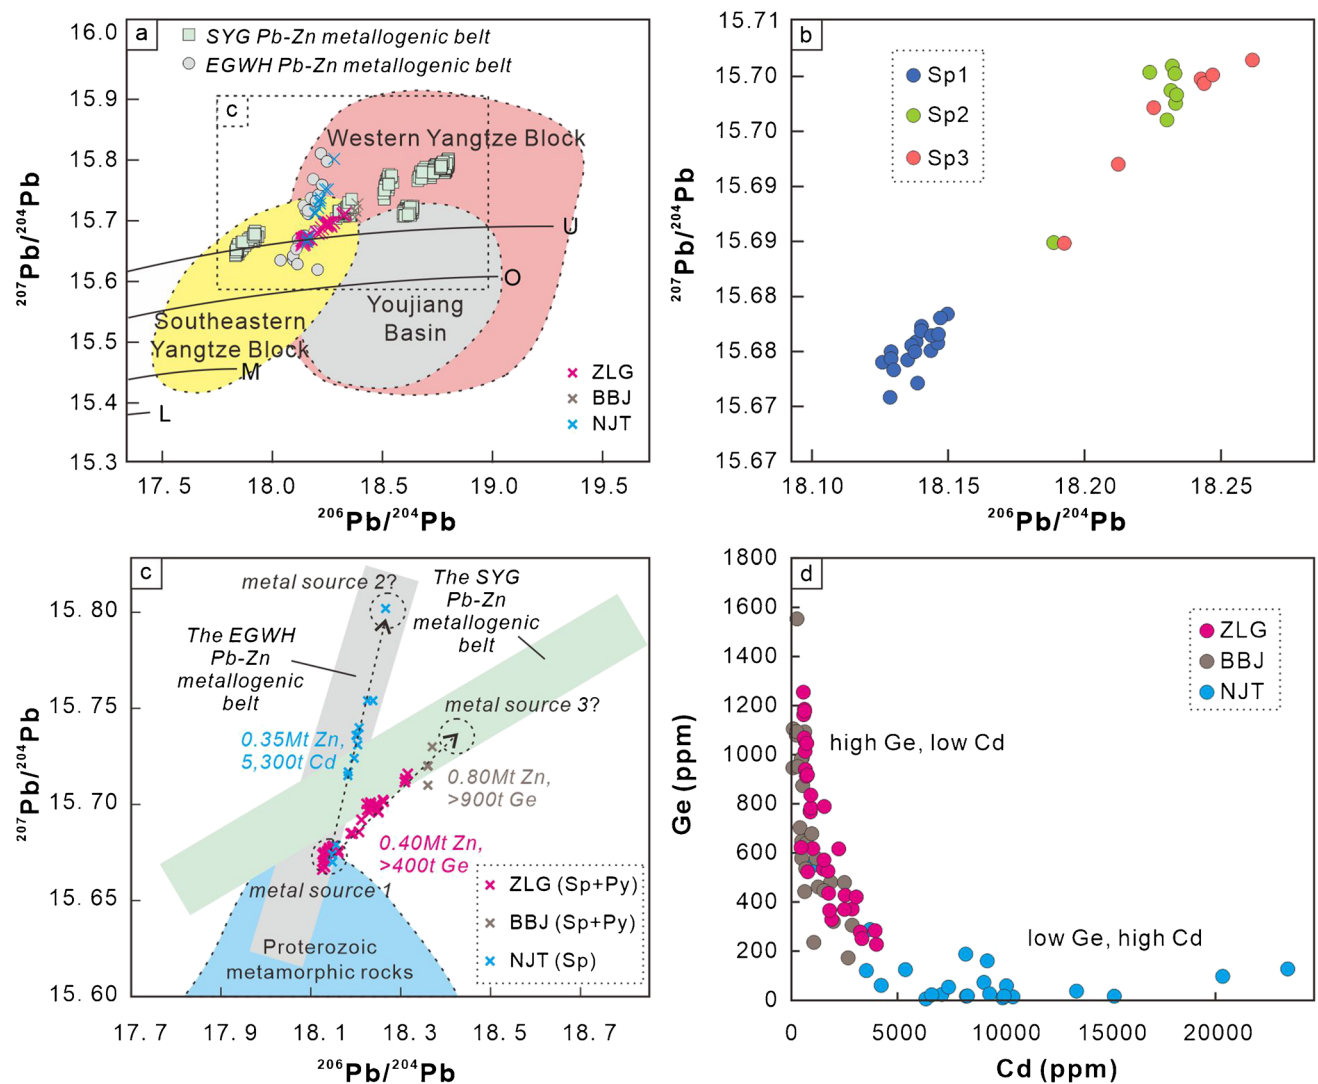 a
SYG Pb-Zn metallogenic belt
EGWH Pb-Zn metallogenic belt
c
Western Yangtze Block
U
O
Youjiang
Basin
Southeastern
Yangtze Block
M
L
ZLG
BBJ
NJT
16.0
15.9
15.8
15.7
15.6
15.5
15.4
15.3
17.5 18.0 18.5 19.0 19.5
207Pb/204Pb
206Pb/204Pb
b
Sp1
Sp2
Sp3
15.71
15.70
15.70
15.69
15.69
15.68
15.68
15.67
15.67
18.10 18.15 18.20 18.25
207Pb/204Pb
206Pb/204Pb
c
metal source 2?
The SYG
Pb-Zn
metallogenic
belt
The EGWH
Pb-Zn
metallogenic
belt
metal source 3?
0.35Mt Zn,
5,300t Cd
0.80Mt Zn,
>900t Ge
0.40Mt Zn,
>400t Ge
metal source 1
Proterozoic
metamorphic rocks
ZLG (Sp+Py)
BBJ (Sp+Py)
NJT (Sp)
15.80
15.75
15.70
15.65
15.60
17.7 17.9 18.1 18.3 18.5 18.7
207Pb/204Pb
206Pb/204Pb
d
ZLG
BBJ
NJT
high Ge, low Cd
low Ge, high Cd
1800
1600
1400
1200
1000
800
600
400
200
0
0 5000 10000 15000 20000
Ge (ppm)
Cd (ppm)